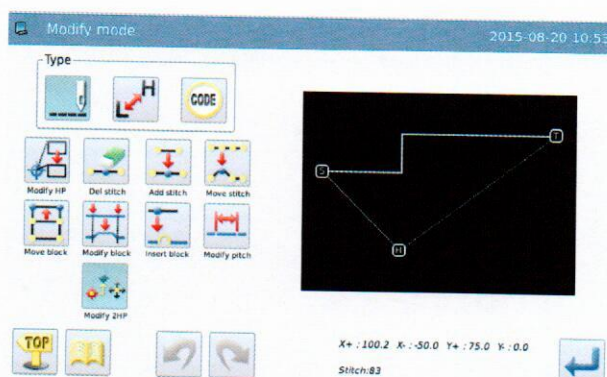 Modify mode
2015-08-20 10:53
Type
L H
CODE
Modify HP Del stitch Add stitch Move stitch
Move block Modify block Insert block Modify pitch
Modify 2HP
S
T
H
TOP
X+ : 100.2 X- : -50.0 Y+ : 75.0 Y- : 0.0
Stitch:83